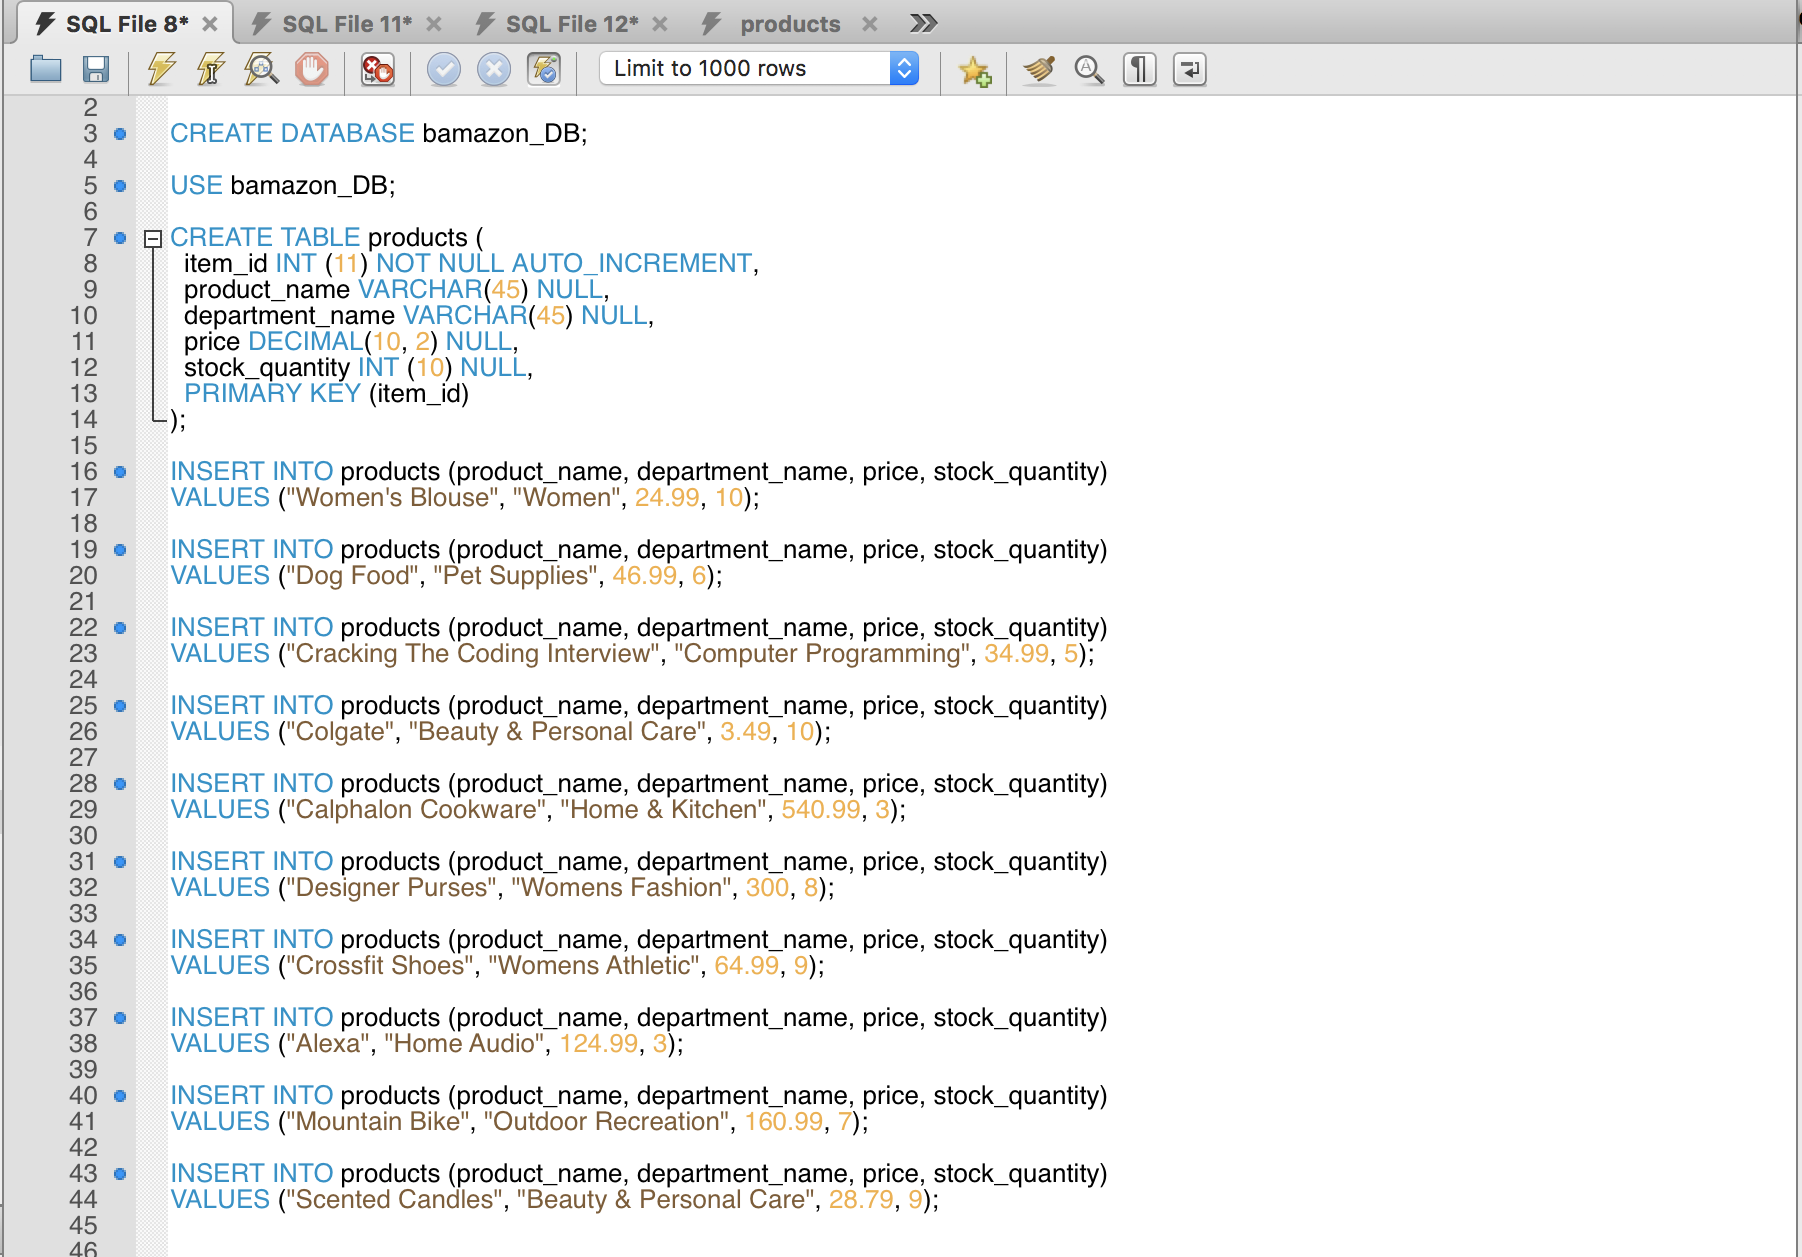 SQL File 8* SQL File 11* SQL File 12* products
Limit to 1000 rows
2
3 CREATE DATABASE bamazon_DB;
4
5 USE bamazon_DB;
6
7 CREATE TABLE products (
8 item_id INT (11) NOT NULL AUTO_INCREMENT,
9 product_name VARCHAR(45) NULL,
10 department_name VARCHAR(45) NULL,
11 price DECIMAL(10, 2) NULL,
12 stock_quantity INT (10) NULL,
13 PRIMARY KEY (item_id)
14 );
15
16 INSERT INTO products (product_name, department_name, price, stock_quantity)
17 VALUES ("Women's Blouse", "Women", 24.99, 10);
18
19 INSERT INTO products (product_name, department_name, price, stock_quantity)
20 VALUES ("Dog Food", "Pet Supplies", 46.99, 6);
21
22 INSERT INTO products (product_name, department_name, price, stock_quantity)
23 VALUES ("Cracking The Coding Interview", "Computer Programming", 34.99, 5);
24
25 INSERT INTO products (product_name, department_name, price, stock_quantity)
26 VALUES ("Colgate", "Beauty & Personal Care", 3.49, 10);
27
28 INSERT INTO products (product_name, department_name, price, stock_quantity)
29 VALUES ("Calphalon Cookware", "Home & Kitchen", 540.99, 3);
30
31 INSERT INTO products (product_name, department_name, price, stock_quantity)
32 VALUES ("Designer Purses", "Womens Fashion", 300, 8);
33
34 INSERT INTO products (product_name, department_name, price, stock_quantity)
35 VALUES ("Crossfit Shoes", "Womens Athletic", 64.99, 9);
36
37 INSERT INTO products (product_name, department_name, price, stock_quantity)
38 VALUES ("Alexa", "Home Audio", 124.99, 3);
39
40 INSERT INTO products (product_name, department_name, price, stock_quantity)
41 VALUES ("Mountain Bike", "Outdoor Recreation", 160.99, 7);
42
43 INSERT INTO products (product_name, department_name, price, stock_quantity)
44 VALUES ("Scented Candles", "Beauty & Personal Care", 28.79, 9);
45
46